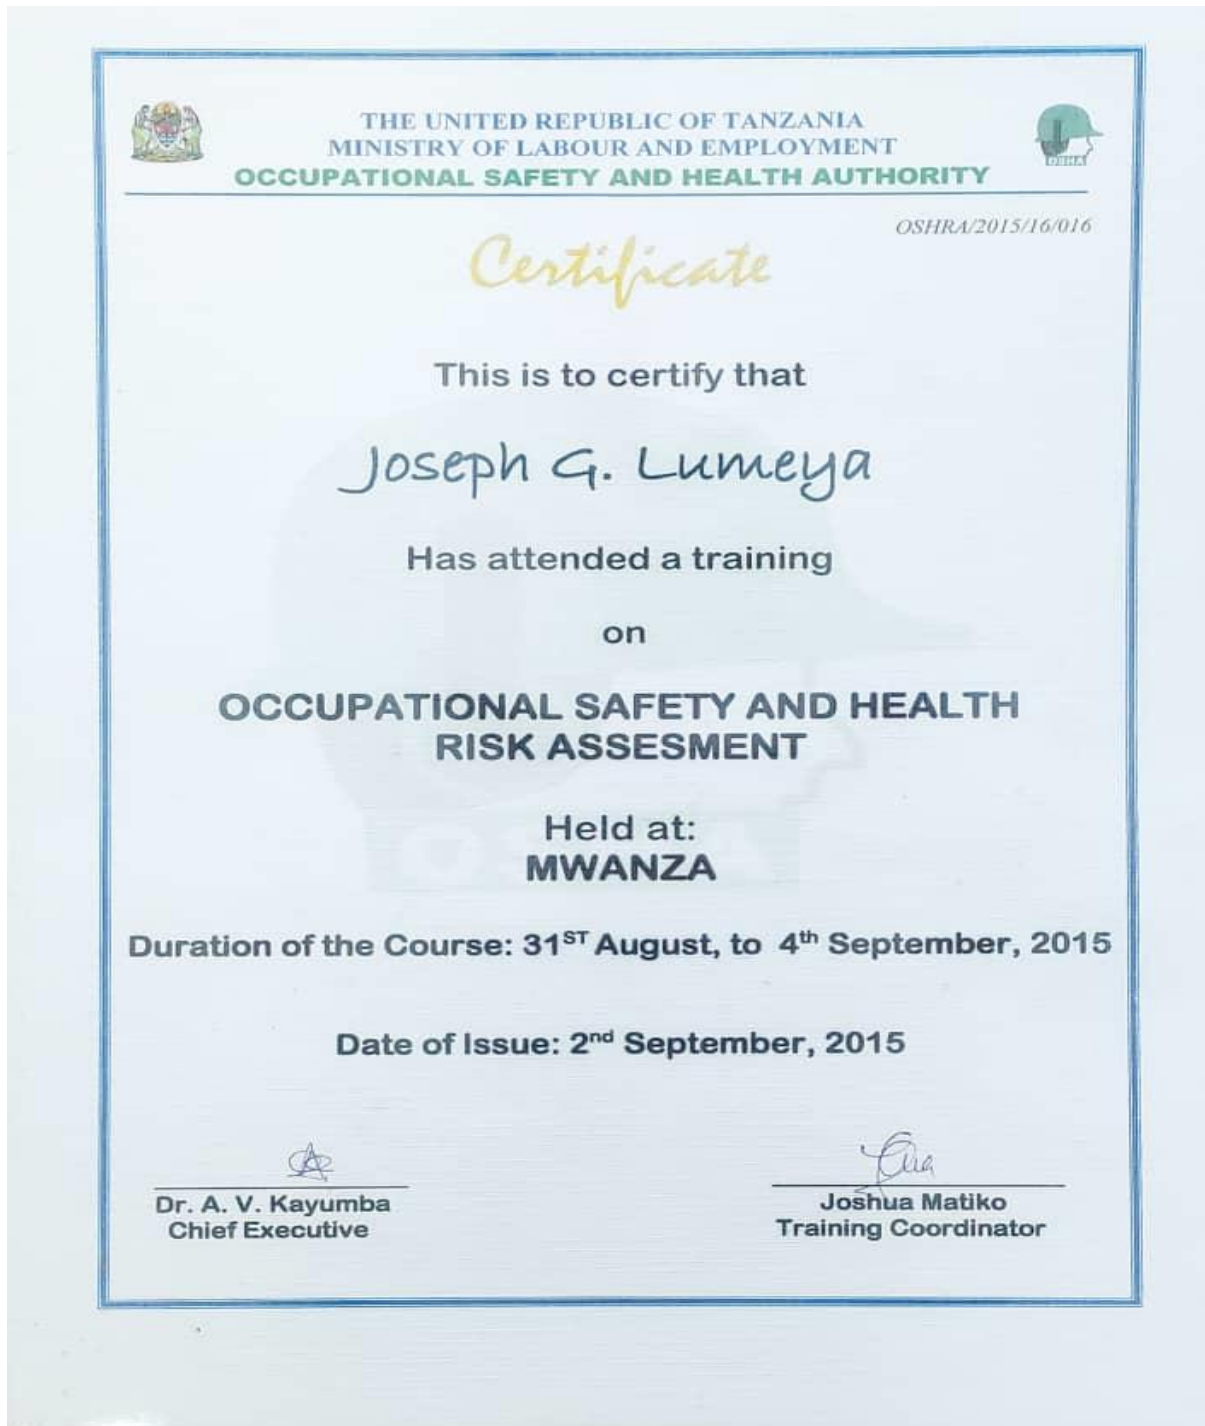 THE UNITED REPUBLIC OF TANZANIA
MINISTRY OF LABOUR AND EMPLOYMENT
OCCUPATIONAL SAFETY AND HEALTH AUTHORITY
OSHA
OSHRA/2015/16/016
Certificate
This is to certify that
Joseph G. Lumeya
Has attended a training
on
OCCUPATIONAL SAFETY AND HEALTH
RISK ASSESMENT
Held at:
MWANZA
OSHA
Duration of the Course: 31ST August, to 4th September, 2015
Date of Issue: 2nd September, 2015
Dr. A. V. Kayumba
Chief Executive
Joshua Matiko
Training Coordinator